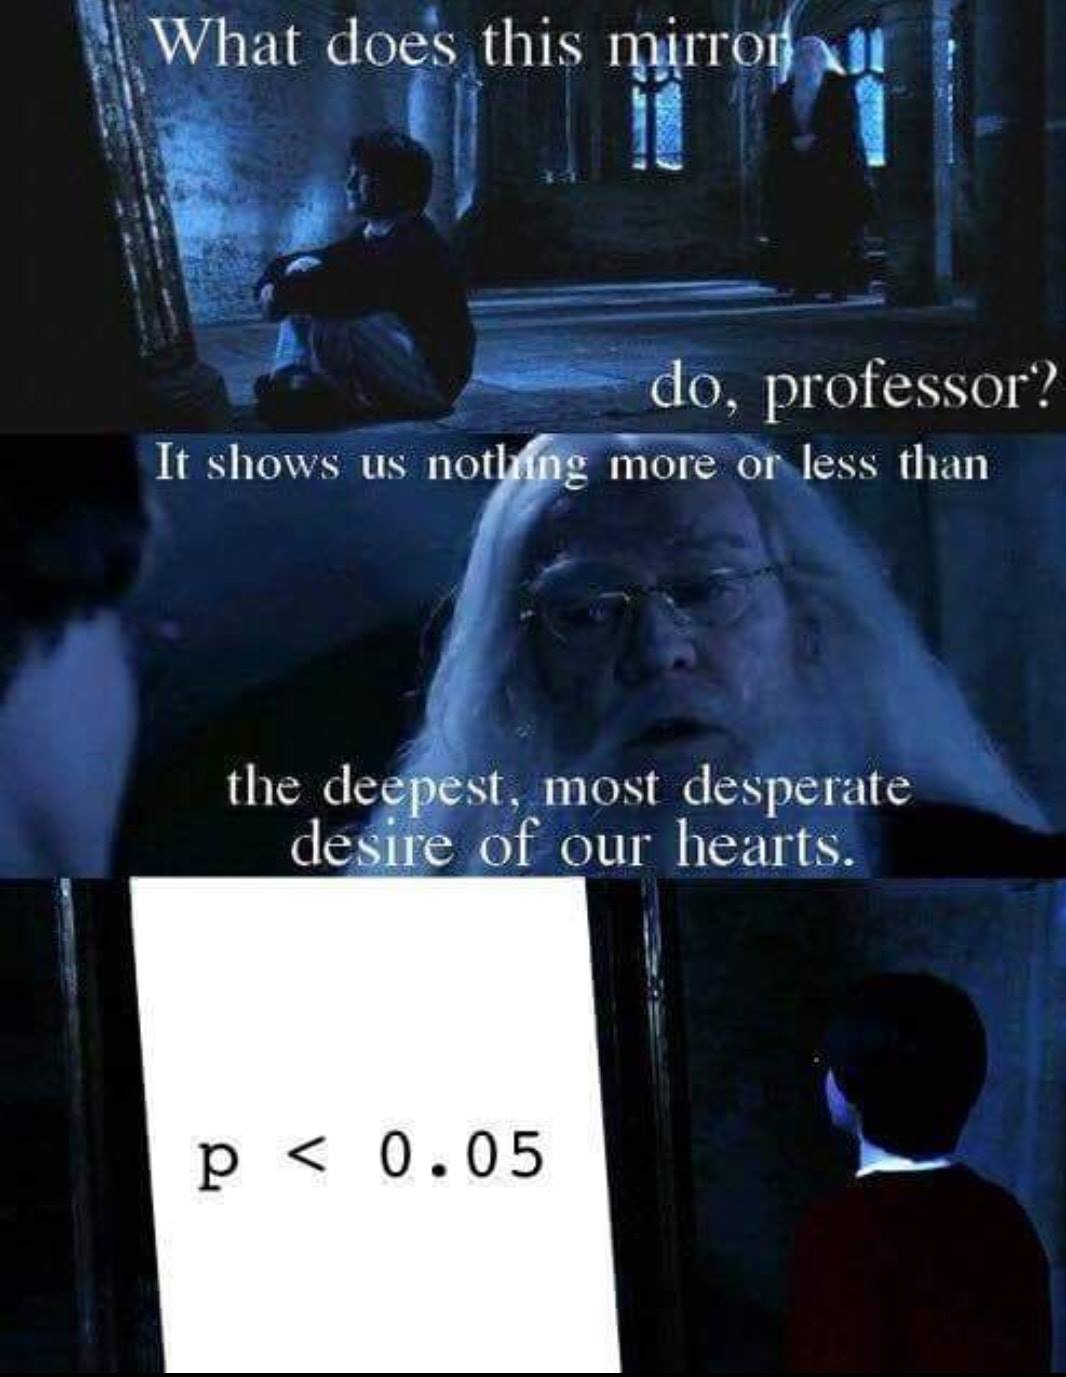 What does this mirror
do, professor?
It shows us nothing more or less than
the deepest, most desperate
desire of our hearts.
p < 0.05